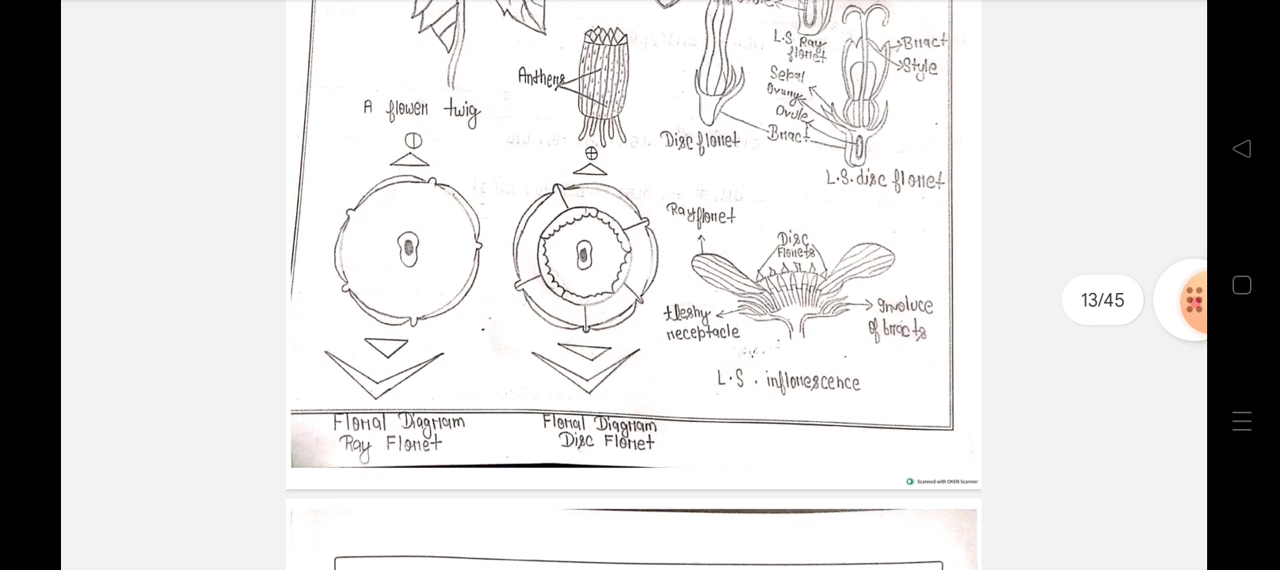 L.S. Ray
floret
Bract
Style
Sepal
Ovary
Ovule
Bract
Anthers
A flower twig
Disc floret
L.S. disc floret
Ray floret
Disc
Florets
fleshy
receptacle
Involuce
of bracts
L.S. inflorescence
Floral Diagram
Ray Floret
Floral Diagram
Disc Floret
Scanned with OKEN Scanner
13/45